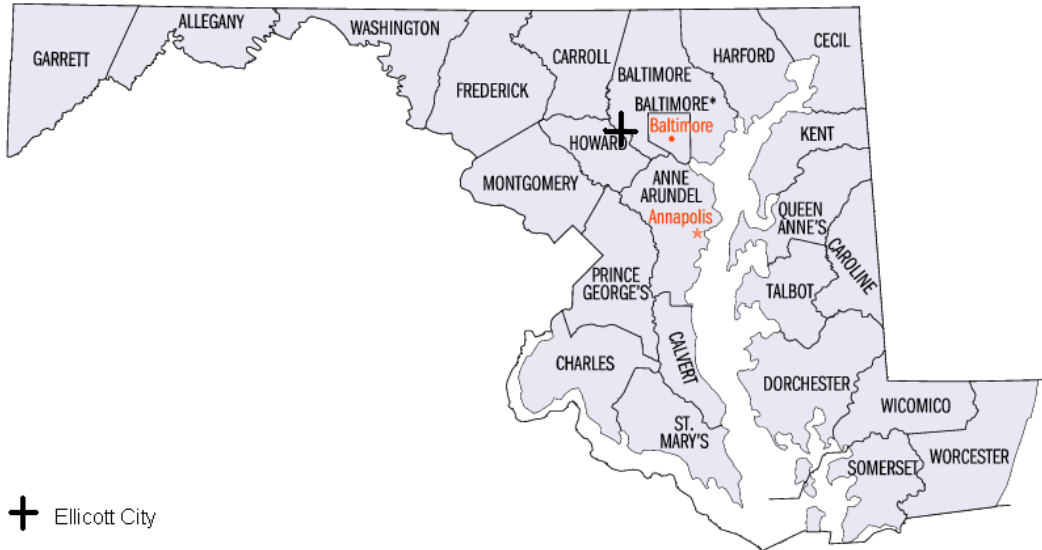 GARRETT
ALLEGANY
WASHINGTON
FREDERICK
CARROLL
BALTIMORE
HARFORD
CECIL
BALTIMORE*
Baltimore
HOWARD
KENT
MONTGOMERY
ANNE
ARUNDEL
Annapolis
QUEEN
ANNE'S
CAROLINE
PRINCE
GEORGE'S
TALBOT
CHARLES
CALVERT
DORCHESTER
WICOMICO
ST.
MARY'S
SOMERSET
WORCESTER
Ellicott City